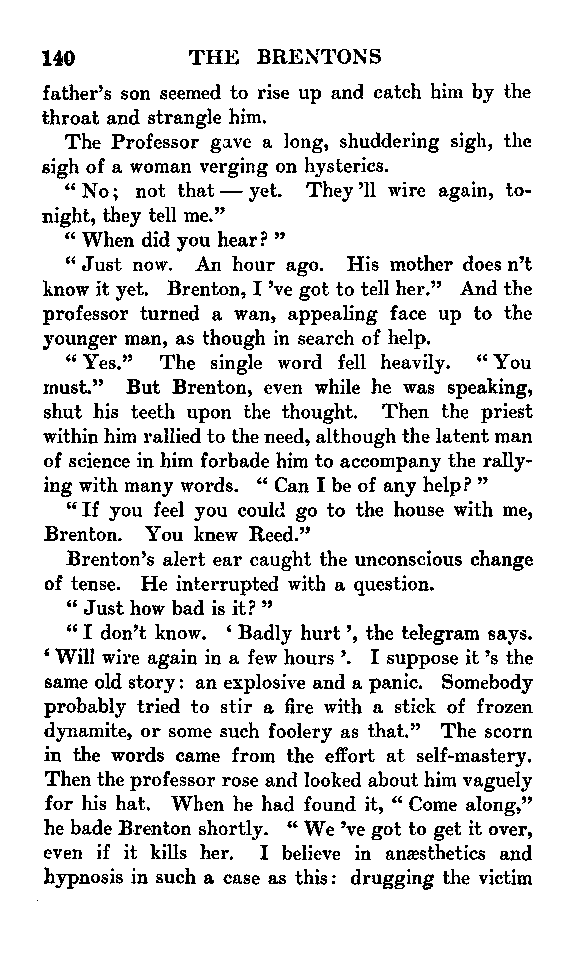 140 THE BRENTONS
father's son seemed to rise up and catch him by the
throat and strangle him.
The Professor gave a long, shuddering sigh, the
sigh of a woman verging on hysterics.
“ No ; not that — yet. They 'll wire again, to-
night, they tell me.”
“ When did you hear? ”
“ Just now. An hour ago. His mother does n't
know it yet. Brenton, I 've got to tell her.” And the
professor turned a wan, appealing face up to the
younger man, as though in search of help.
“ Yes.” The single word fell heavily. “ You
must.” But Brenton, even while he was speaking,
shut his teeth upon the thought. Then the priest
within him rallied to the need, although the latent man
of science in him forbade him to accompany the rally-
ing with many words. “ Can I be of any help? ”
“ If you feel you could go to the house with me,
Brenton. You knew Reed.”
Brenton's alert ear caught the unconscious change
of tense. He interrupted with a question.
“ Just how bad is it? ”
“ I don't know. ‘ Badly hurt ’, the telegram says.
‘ Will wire again in a few hours ’. I suppose it 's the
same old story : an explosive and a panic. Somebody
probably tried to stir a fire with a stick of frozen
dynamite, or some such foolery as that.” The scorn
in the words came from the effort at self-mastery.
Then the professor rose and looked about him vaguely
for his hat. When he had found it, “ Come along,”
he bade Brenton shortly. “ We 've got to get it over,
even if it kills her. I believe in anæsthetics and
hypnosis in such a case as this : drugging the victim